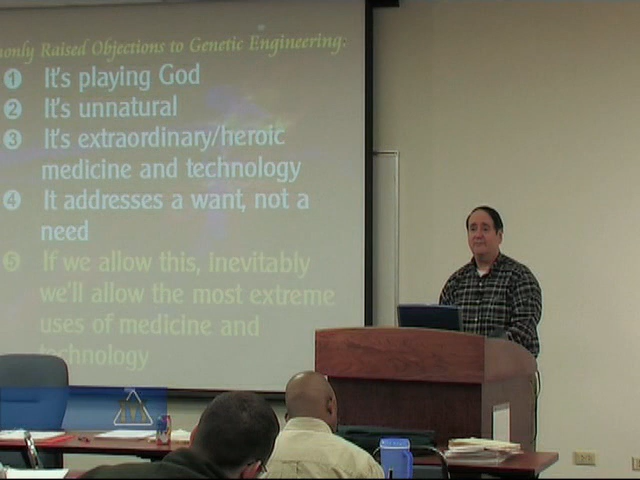 only Raised Objections to Genetic Engineering:
1 It's playing God
2 It's unnatural
3 It's extraordinary/heroic
medicine and technology
4 It addresses a want, not a
need
5 If we allow this, Inevitably
we'll allow the most extreme
uses of medicine and
technology